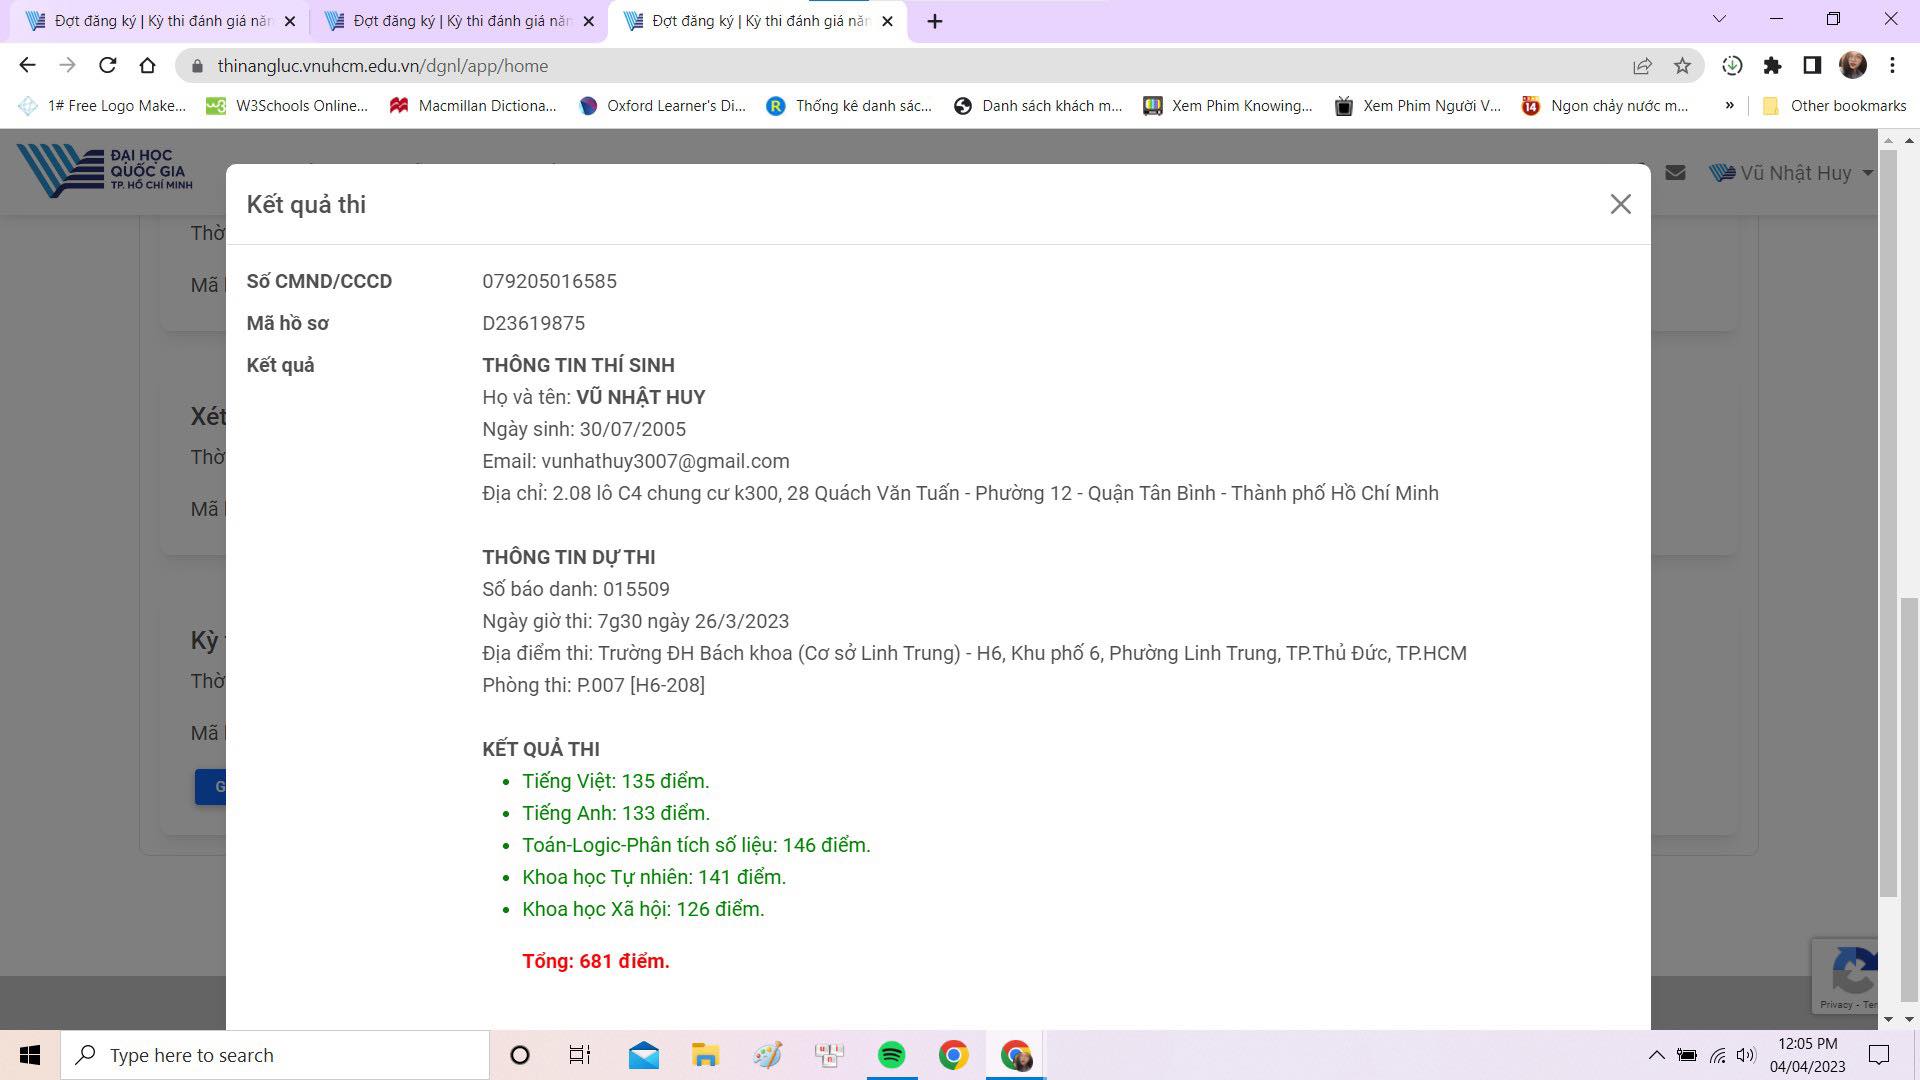 Đợt đăng ký | Kỳ thi đánh giá năn
Đợt đăng ký | Kỳ thi đánh giá năn
Đợt đăng ký | Kỳ thi đánh giá năn
thinangluc.vnuhcm.edu.vn/dgnl/app/home
1# Free Logo Make...
W3Schools Online...
Macmillan Dictiona...
Oxford Learner's Di...
Thống kê danh sác...
Danh sách khách m...
Xem Phim Knowing...
Xem Phim Người V...
Ngon chảy nước m...
»
Other bookmarks
ĐẠI HỌC
QUỐC GIA
TP. HỒ CHÍ MINH
Vũ Nhật Huy
Kết quả thi
Thờ
Mã
Xét
Thờ
Mã
Kỳ
Thờ
Mã
G
Số CMND/CCCD 079205016585
Mã hồ sơ D23619875
Kết quả THÔNG TIN THÍ SINH
Họ và tên: VŨ NHẬT HUY
Ngày sinh: 30/07/2005
Email: vunhathuy3007@gmail.com
Địa chỉ: 2.08 lô C4 chung cư k300, 28 Quách Văn Tuấn - Phường 12 - Quận Tân Bình - Thành phố Hồ Chí Minh
THÔNG TIN DỰ THI
Số báo danh: 015509
Ngày giờ thi: 7g30 ngày 26/3/2023
Địa điểm thi: Trường ĐH Bách khoa (Cơ sở Linh Trung) - H6, Khu phố 6, Phường Linh Trung, TP.Thủ Đức, TP.HCM
Phòng thi: P.007 [H6-208]
KẾT QUẢ THI
• Tiếng Việt: 135 điểm.
• Tiếng Anh: 133 điểm.
• Toán-Logic-Phân tích số liệu: 146 điểm.
• Khoa học Tự nhiên: 141 điểm.
• Khoa học Xã hội: 126 điểm.
Tổng: 681 điểm.
Privacy - Ter
Type here to search
12:05 PM
04/04/2023